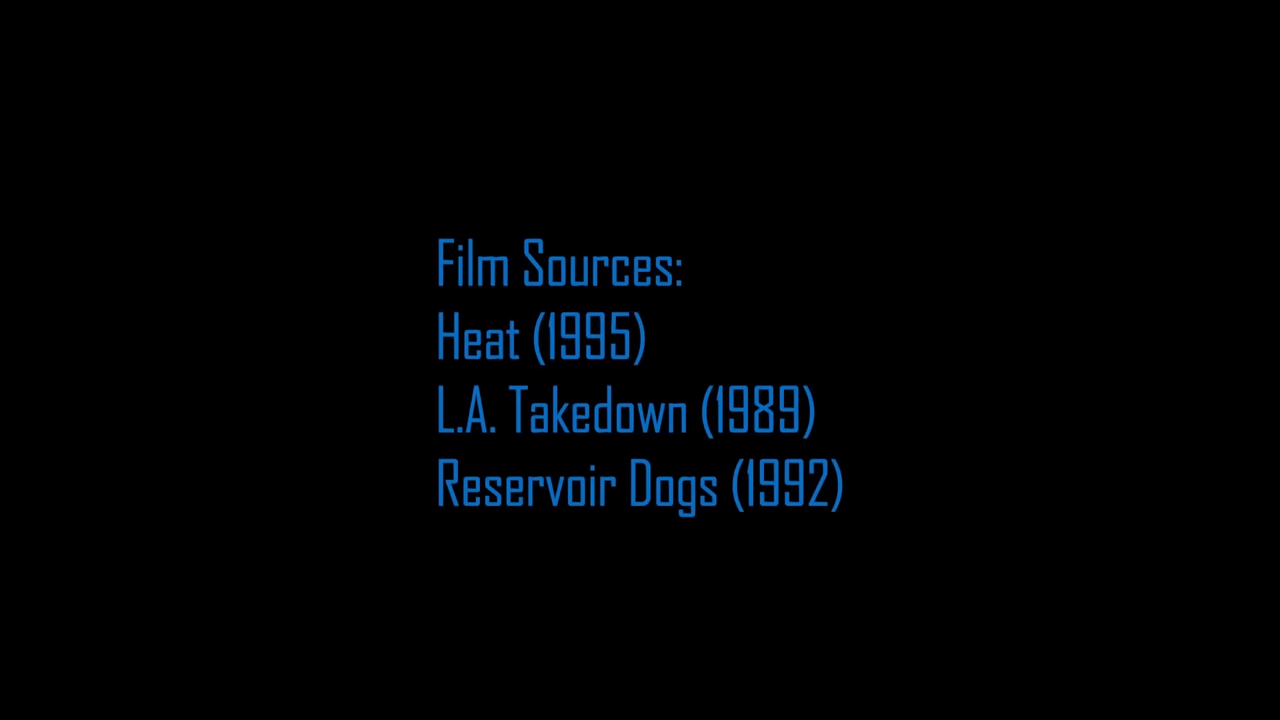 Film Sources:
Heat (1995)
L.A. Takedown (1989)
Reservoir Dogs (1992)